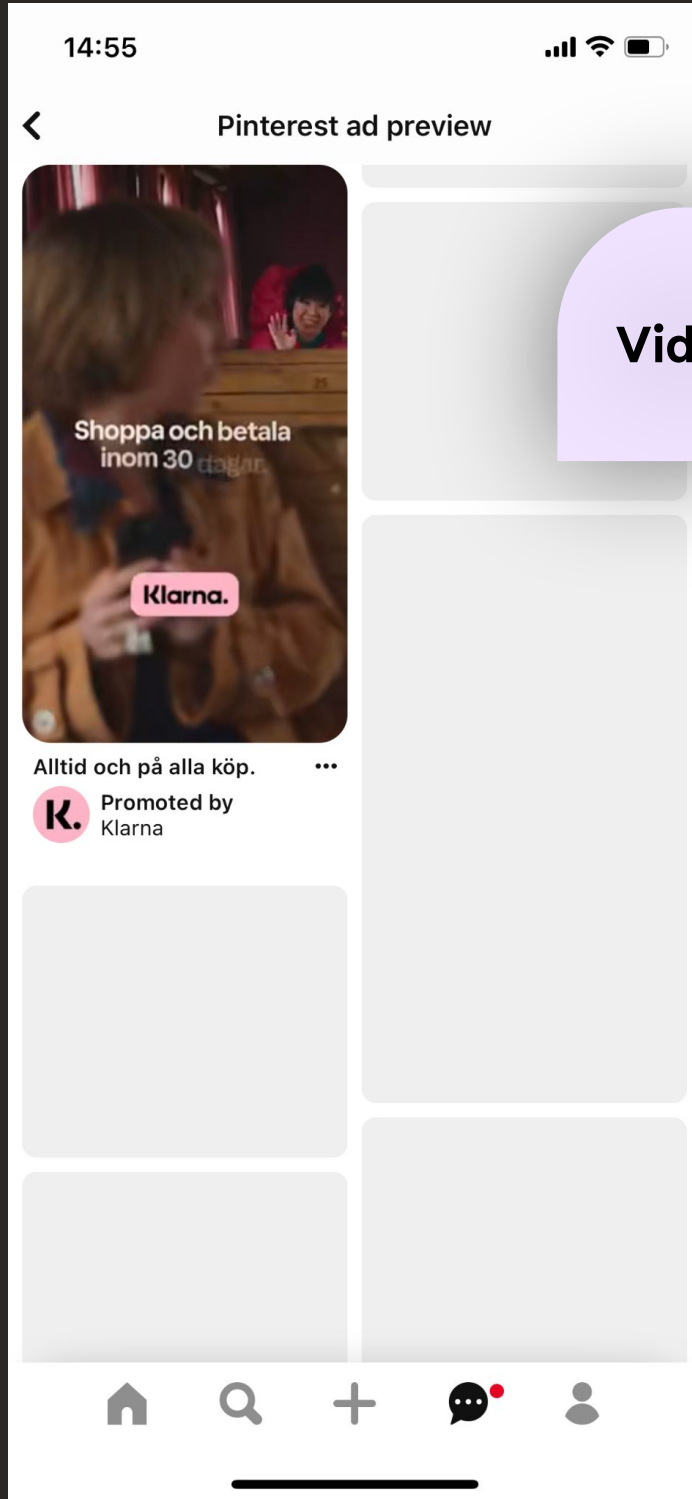 14:55
Pinterest ad preview
Vid
Shoppa och betala
inom 30 dagar.
Klarna.
Alltid och på alla köp.
K.
Promoted by
Klarna